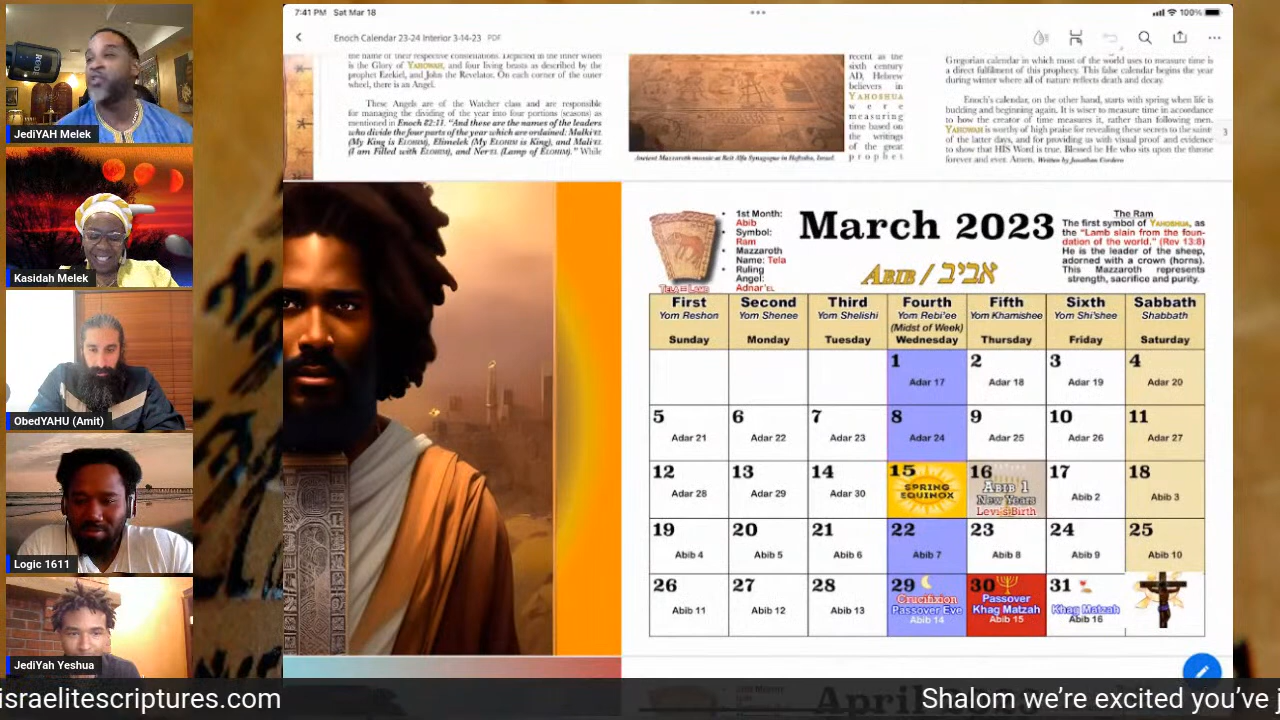 7:41 PM Sat Mar 18
100%
Enoch Calendar 23-24 Interior 3-14-23 PDF
RODE
JediYAH Melek
Kasidah Melek
ObedYAHU (Amit)
Logic 1611
JediYah Yeshua
the name of their respective constellations. Depicted in the inner wheel
is the Glory of YAHOWAH, and four living beasts as described by the
prophet Ezekiel, and John the Revelator. On each corner of the outer
wheel, there is an Angel.
These Angels are of the Watcher class and are responsible
for managing the dividing of the year into four portions (seasons) as
mentioned in Enoch 82:11. "And these are the names of the leaders
who divide the four parts of the year which are ordained: Malki'EL
(My King is ELOHIM), Elimelek (My ELOHIM is King), and
(I am Filled with ELOHIM), and Ner'EL (Lamp of ELOHIM)." While
Ancient Mazzaroth mosaic at Beit Alfa Synagogue in Heftziba, Israel.
recent as the
sixth century
AD, Hebrew
believers in
YAHOSHUA
were
measuring
time based on
the writings
of the great
prophet
Gregorian calendar in which most of the world uses to measure time is
a direct fulfilment of this prophecy. This false calendar begins the year
during winter where all of nature reflects death and decay.
Enoch's calendar, on the other hand, starts with spring when life is
budding and beginning again. It is wiser to measure time in accordance
to how the creator of time measures it, rather than following men.
YAHOWAH is worthy of high praise for revealing these secrets to the saints
of the latter days, and for providing us with visual proof and evidence
to show that HIS Word is true. Blessed be He who sits upon the throne
forever and ever. Amen. Written by Jonathan Cordero
3
• 1st Month:
Abib
• Symbol:
Ram
• Mazzaroth
Name: Tela
• Ruling
Angel:
Adnar'EL
March 2023
ABIB / אביב
The Ram
The first symbol of YAHOSHUA, as
the "Lamb slain from the foun-
dation of the world." (Rev 13:8)
He is the leader of the sheep,
adorned with a crown (horns).
This Mazzaroth represents
strength, sacrifice and purity.
First Second Third Fourth Fifth Sixth Sabbath
Yom Reshon Yom Shenee Yom Shelishi Yom Rebi'ee Yom Khamishee Yom Shi'shee Shabbath
(Midst of Week)
Sunday Monday Tuesday Wednesday Thursday Friday Saturday
1 2 3 4
Adar 17 Adar 18 Adar 19 Adar 20
5 6 7 8 9 10 11
Adar 21 Adar 22 Adar 23 Adar 24 Adar 25 Adar 26 Adar 27
12 13 14 15 16 17 18
Adar 28 Adar 29 Adar 30 SPRING EQUINOX ABIB 1 New Years Levi's Birth Abib 2 Abib 3
19 20 21 22 23 24 25
Abib 4 Abib 5 Abib 6 Abib 7 Abib 8 Abib 9 Abib 10
26 27 28 29 30 31
Abib 11 Abib 12 Abib 13 Crucifixion Passover Eve Abib 14 Passover Khag Matzah Abib 15 Khag Matzah Abib 16
israelitescriptures.com
Shalom we're excited you've j